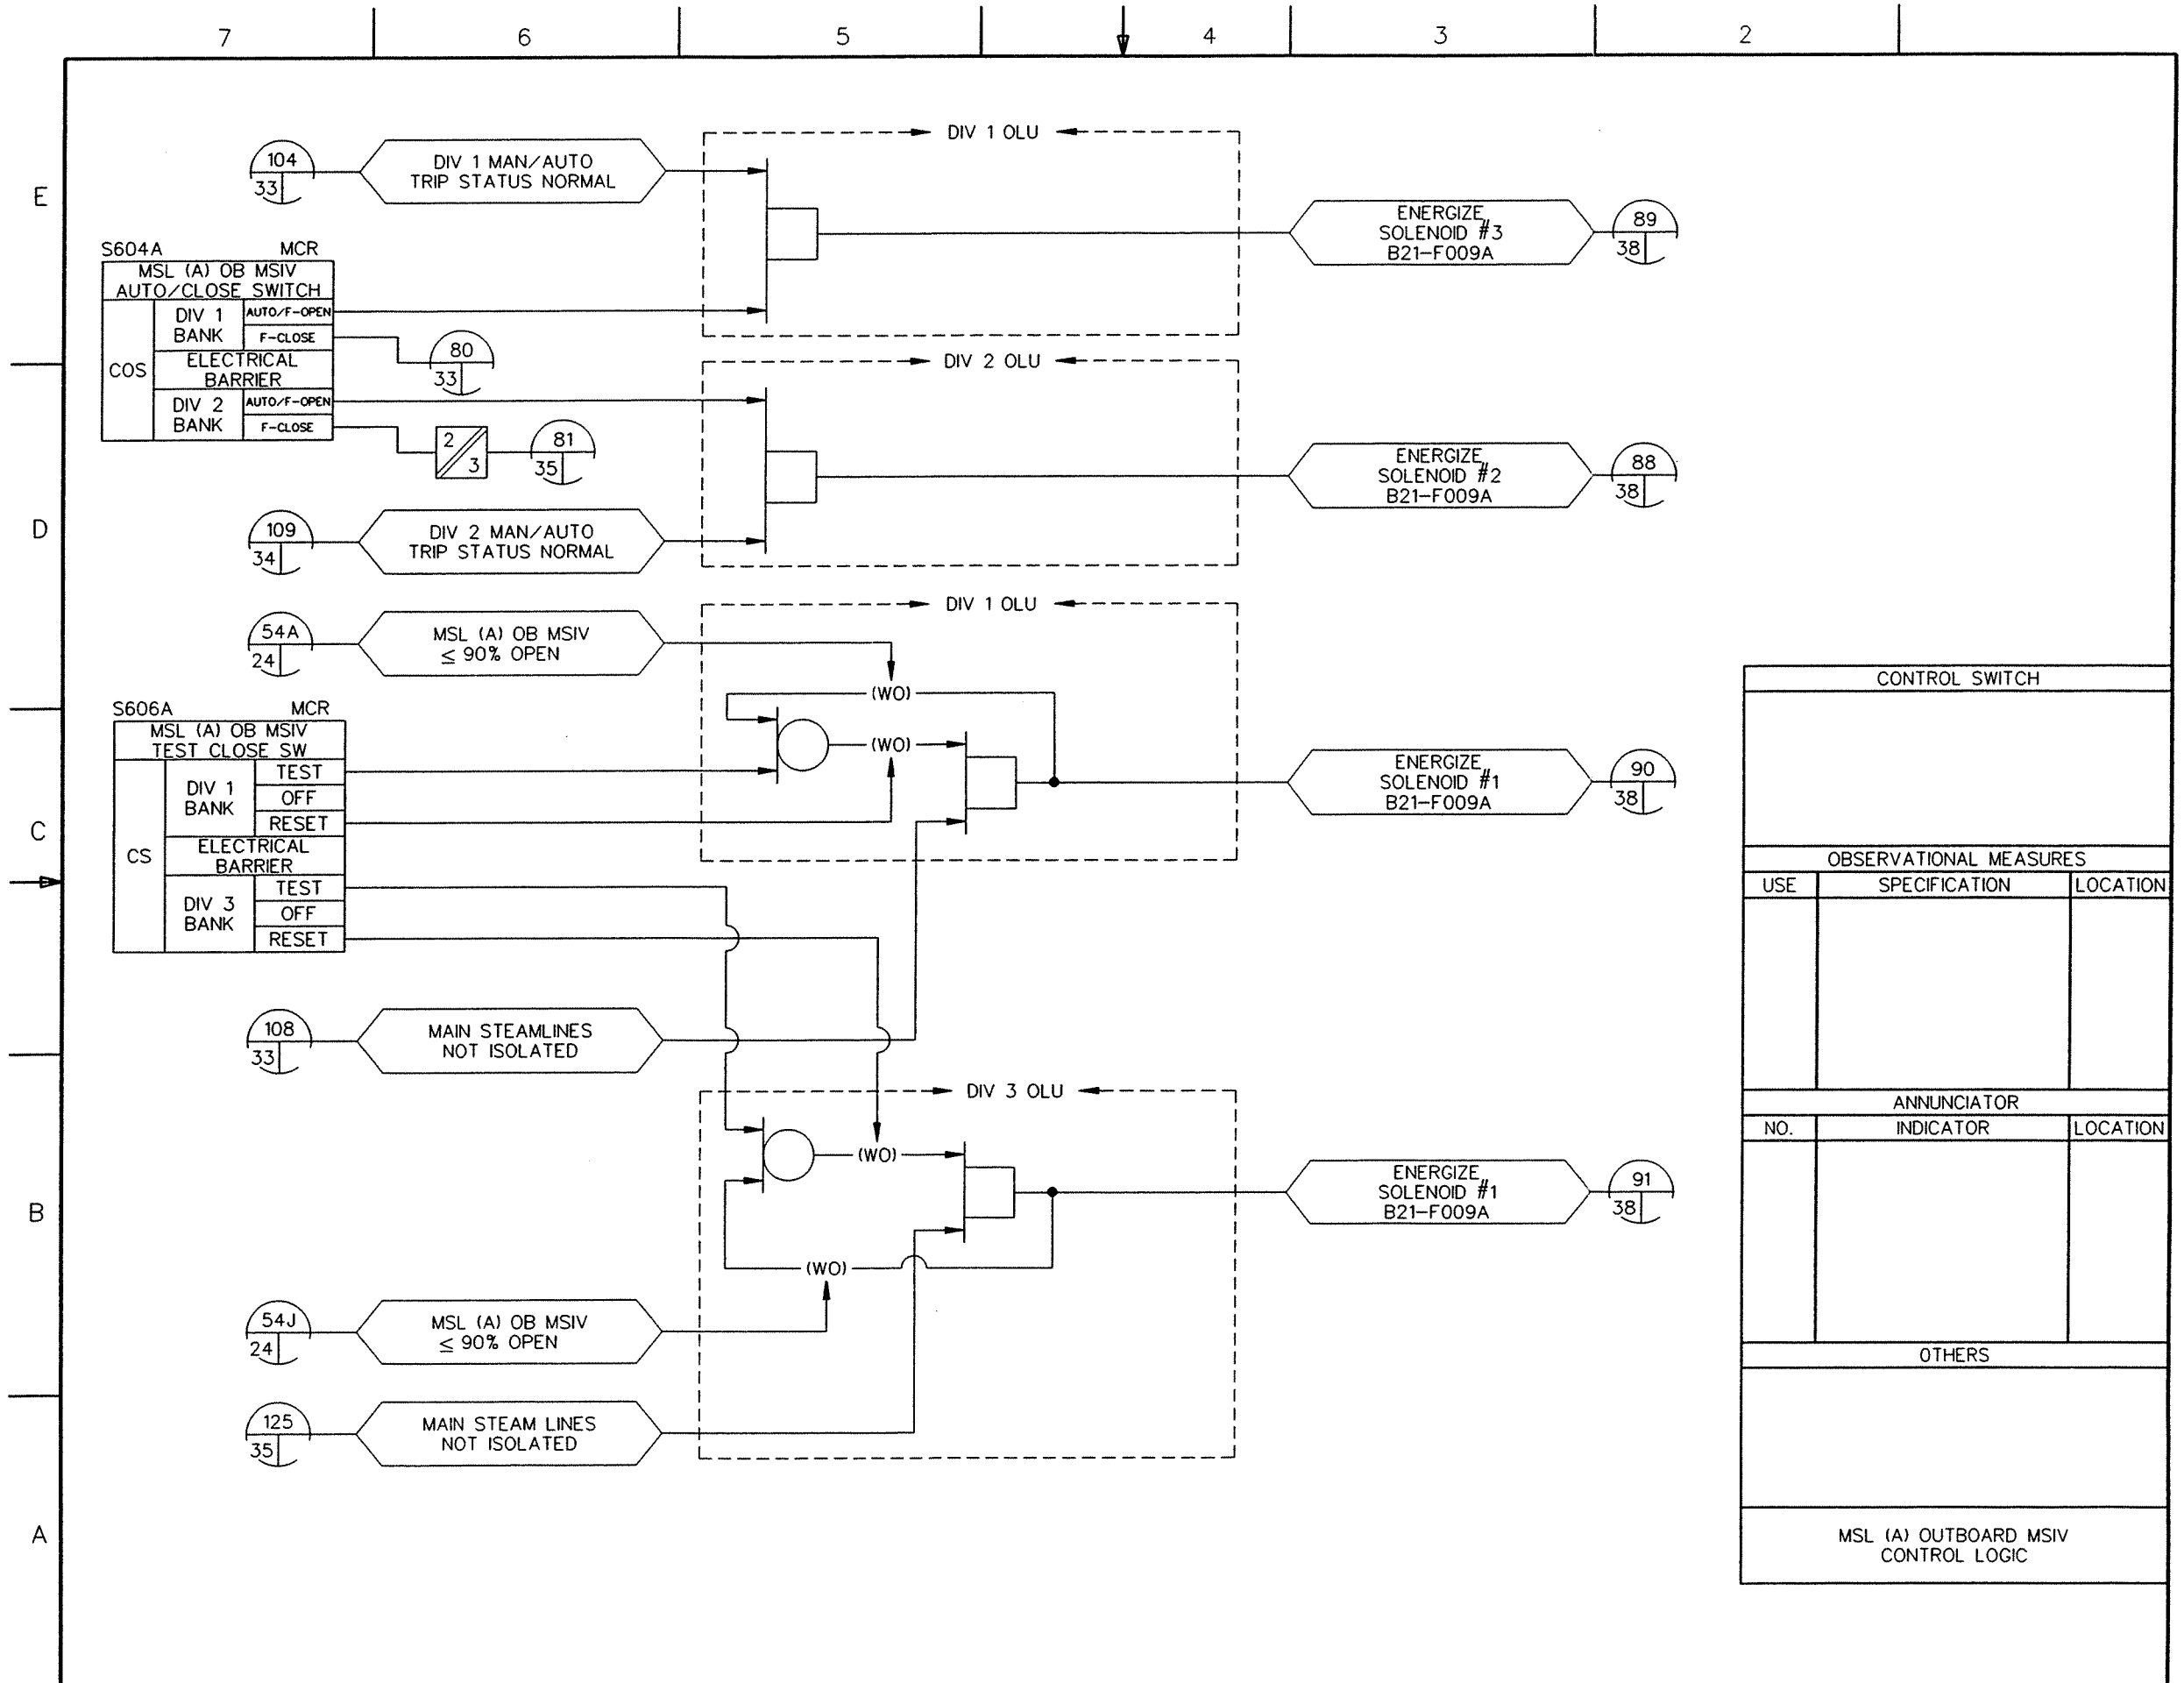 7
6
5
4
3
2
E
D
C
B
A
DIV 1 OLU
104
33
DIV 1 MAN/AUTO
TRIP STATUS NORMAL
ENERGIZE
SOLENOID #3
B21-F009A
89
38
S604A MCR
MSL (A) OB MSIV
AUTO/CLOSE SWITCH
COS
DIV 1
BANK
AUTO/F-OPEN
F-CLOSE
ELECTRICAL
BARRIER
DIV 2
BANK
AUTO/F-OPEN
F-CLOSE
80
33
2
3
81
35
DIV 2 OLU
ENERGIZE
SOLENOID #2
B21-F009A
88
38
109
34
DIV 2 MAN/AUTO
TRIP STATUS NORMAL
DIV 1 OLU
54A
24
MSL (A) OB MSIV
≤ 90% OPEN
(WO)
(WO)
S606A MCR
MSL (A) OB MSIV
TEST CLOSE SW
CS
DIV 1
BANK
TEST
OFF
RESET
ELECTRICAL
BARRIER
DIV 3
BANK
TEST
OFF
RESET
ENERGIZE
SOLENOID #1
B21-F009A
90
38
108
33
MAIN STEAMLINES
NOT ISOLATED
DIV 3 OLU
(WO)
(WO)
ENERGIZE
SOLENOID #1
B21-F009A
91
38
54J
24
MSL (A) OB MSIV
≤ 90% OPEN
125
35
MAIN STEAM LINES
NOT ISOLATED
CONTROL SWITCH
OBSERVATIONAL MEASURES
USE SPECIFICATION LOCATION
ANNUNCIATOR
NO. INDICATOR LOCATION
OTHERS
MSL (A) OUTBOARD MSIV
CONTROL LOGIC